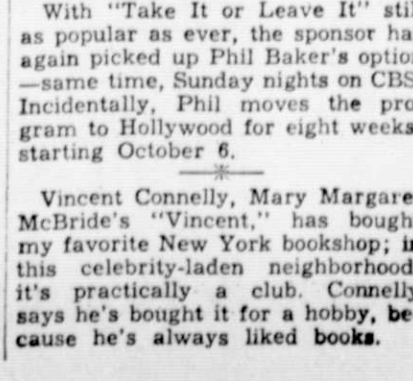 With "Take It or Leave It" stil
as popular as ever, the sponsor ha
again picked up Phil Baker's optio
—same time, Sunday nights on CBS
Incidentally, Phil moves the pro
gram to Hollywood for eight weeks
starting October 6.
Vincent Connelly, Mary Margare
McBride's "Vincent," has bough
my favorite New York bookshop; i
this celebrity-laden neighborhood
it's practically a club. Connelly
says he's bought it for a hobby, be
cause he's always liked books.